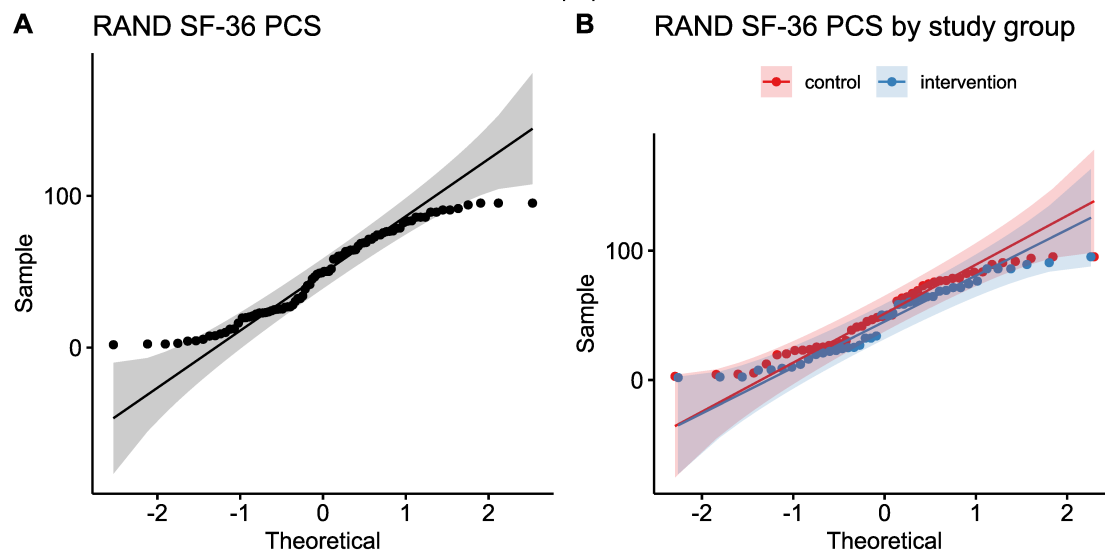 A RAND SF-36 PCS
100
0
Sample
-2 -1 0 1 2
Theoretical
B RAND SF-36 PCS by study group
control intervention
100
0
Sample
-2 -1 0 1 2
Theoretical